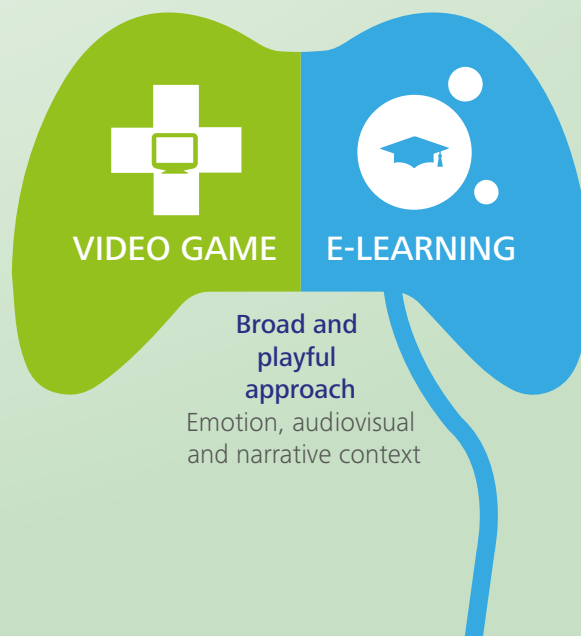 VIDEO GAME
E-LEARNING
Broad and
playful
approach
Emotion, audiovisual
and narrative context